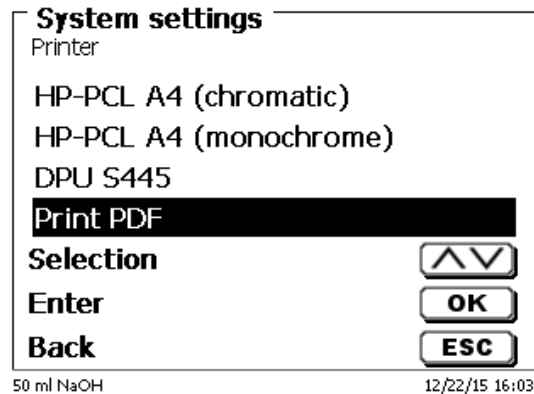 System settings
Printer
HP-PCL A4 (chromatic)
HP-PCL A4 (monochrome)
DPU S445
Print PDF
Selection
Enter OK
Back ESC
50 ml NaOH 12/22/15 16:03